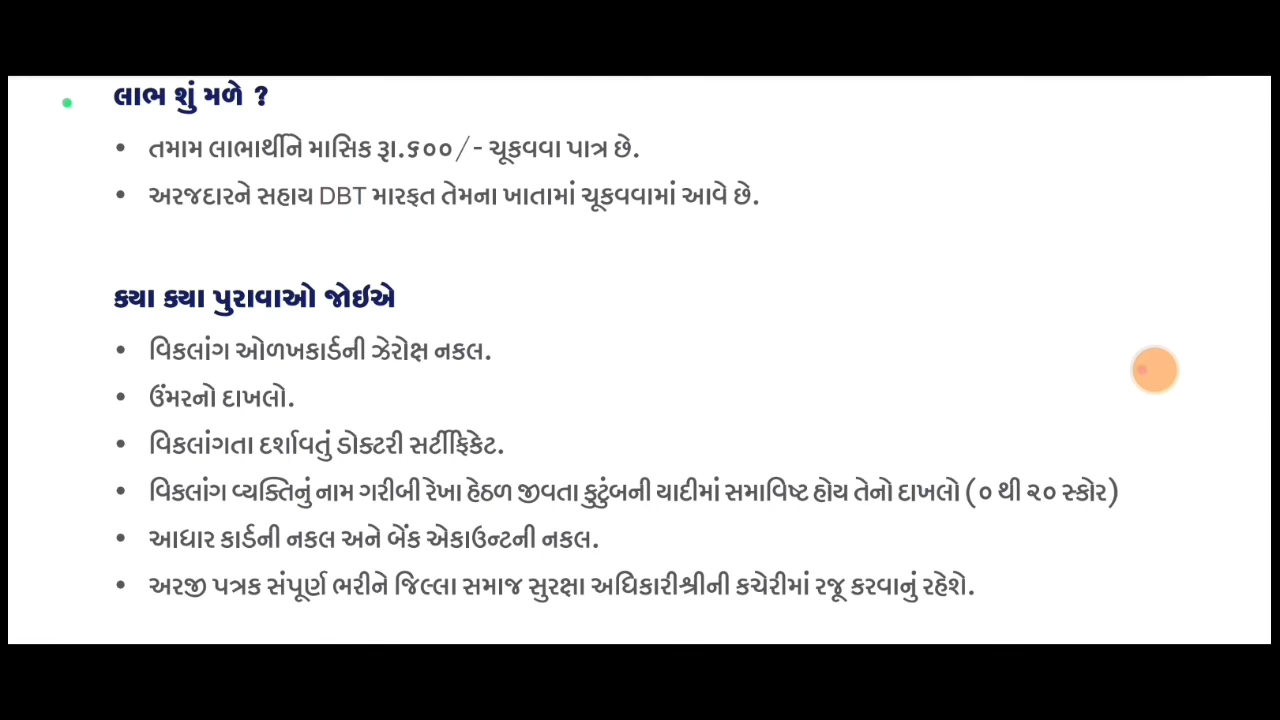 લાભ શું મળે ?
• તમામ લાભાર્થીને માસિક રૂા.૬૦૦/- ચૂકવવા પાત્ર છે.
• અરજદારને સહાય DBT મારફત તેમના ખાતામાં ચૂકવવામાં આવે છે.
ક્યા ક્યા પુરાવાઓ જોઇએ
• વિકલાંગ ઓળખકાર્ડની ઝેરોક્ષ નકલ.
• ઉંમરનો દાખલો.
• વિકલાંગતા દર્શાવતું ડોક્ટરી સર્ટીફિકેટ.
• વિકલાંગ વ્યક્તિનું નામ ગરીબી રેખા હેઠળ જીવતા કુટુંબની યાદીમાં સમાવિષ્ટ હોય તેનો દાખલો (૦ થી ૨૦ સ્કોર)
• આધાર કાર્ડની નકલ અને બેંક એકાઉન્ટની નકલ.
• અરજી પત્રક સંપૂર્ણ ભરીને જિલ્લા સમાજ સુરક્ષા અધિકારીશ્રીની કચેરીમાં રજૂ કરવાનું રહેશે.